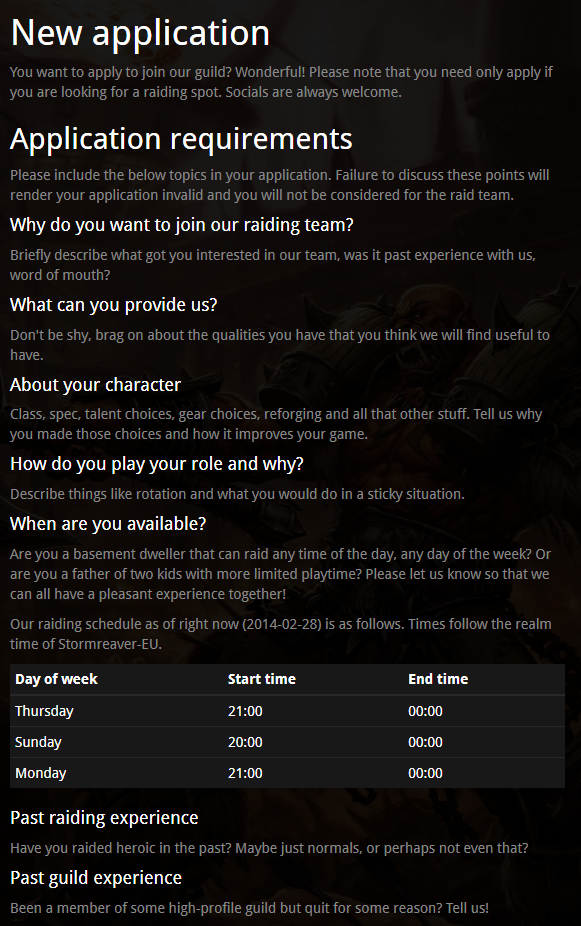 New application
You want to apply to join our guild? Wonderful! Please note that you need only apply if
you are looking for a raiding spot. Socials are always welcome.
Application requirements
Please include the below topics in your application. Failure to discuss these points will
render your application invalid and you will not be considered for the raid team.
Why do you want to join our raiding team?
Briefly describe what got you interested in our team, was it past experience with us,
word of mouth?
What can you provide us?
Don't be shy, brag on about the qualities you have that you think we will find useful to
have.
About your character
Class, spec, talent choices, gear choices, reforging and all that other stuff. Tell us why
you made those choices and how it improves your game.
How do you play your role and why?
Describe things like rotation and what you would do in a sticky situation.
When are you available?
Are you a basement dweller that can raid any time of the day, any day of the week? Or
are you a father of two kids with more limited playtime? Please let us know so that we
can all have a pleasant experience together!
Our raiding schedule as of right now (2014-02-28) is as follows. Times follow the realm
time of Stormreaver-EU.
Day of week Start time End time
Thursday 21:00 00:00
Sunday 20:00 00:00
Monday 21:00 00:00
Past raiding experience
Have you raided heroic in the past? Maybe just normals, or perhaps not even that?
Past guild experience
Been a member of some high-profile guild but quit for some reason? Tell us!